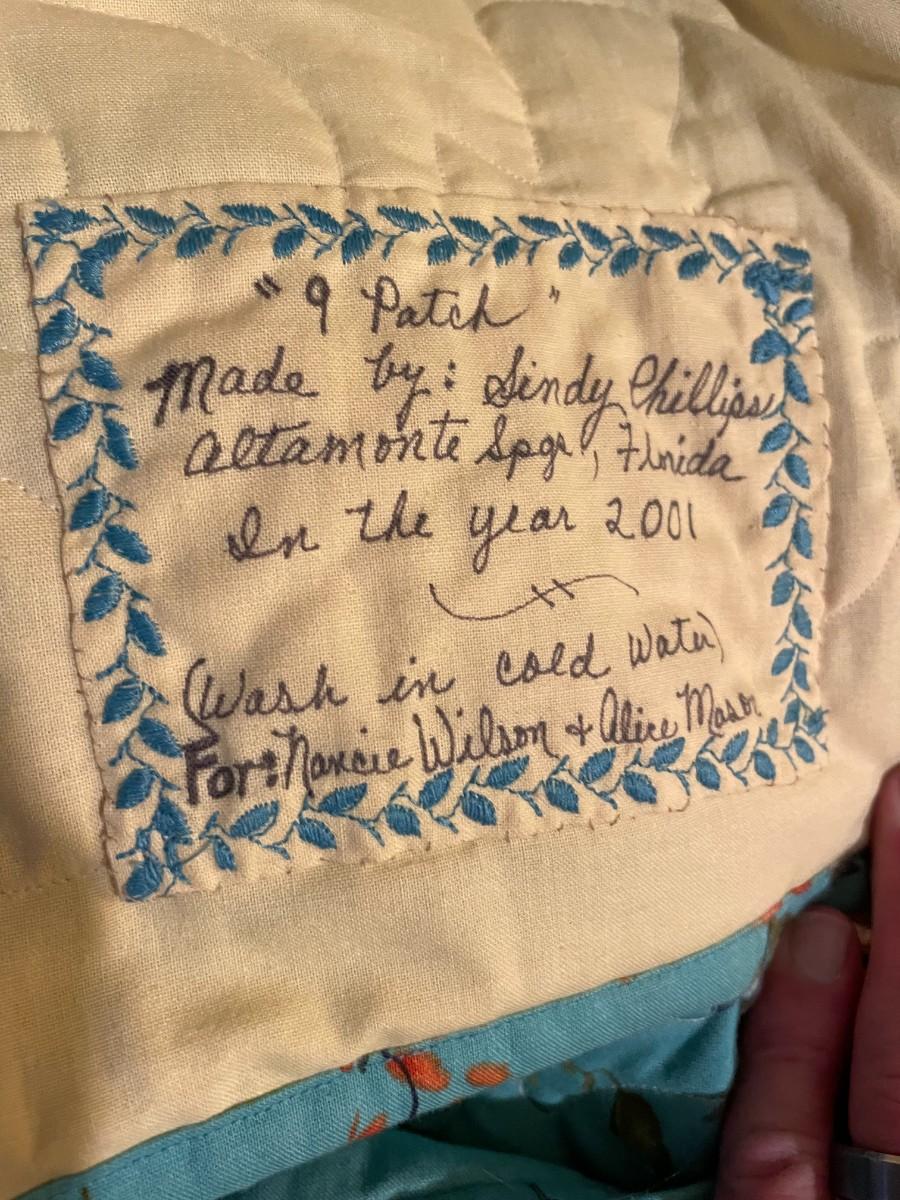 "9 Patch"
Made by: Sindy Phillips
Altamonte Spgs, Florida
In the year 2001
(Wash in cold water)
For: Nancie Wilson + Alice Mason